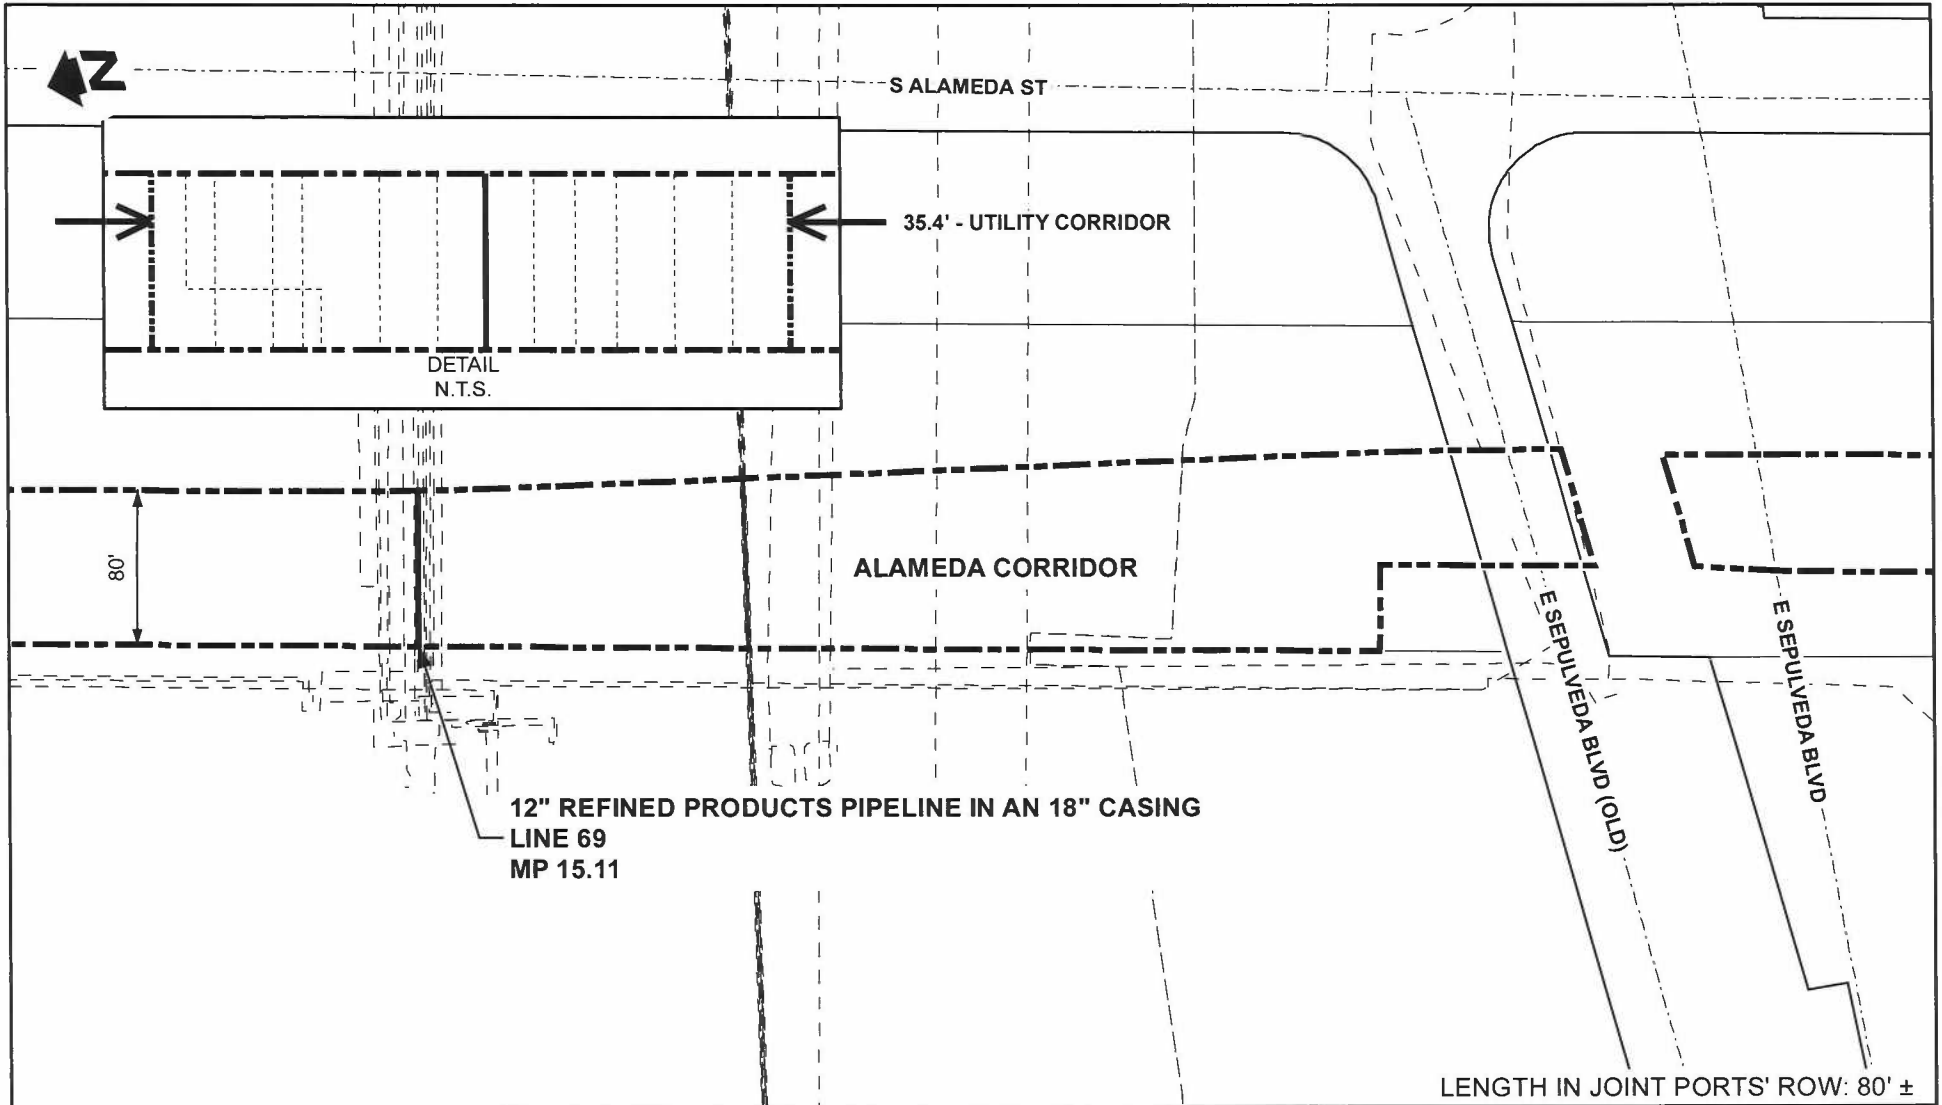 N
S ALAMEDA ST
35.4' - UTILITY CORRIDOR
DETAIL
N.T.S.
80'
ALAMEDA CORRIDOR
E SEPULVEDA BLVD (OLD)
E SEPULVEDA BLVD
12" REFINED PRODUCTS PIPELINE IN AN 18" CASING
LINE 69
MP 15.11
LENGTH IN JOINT PORTS' ROW: 80' ±